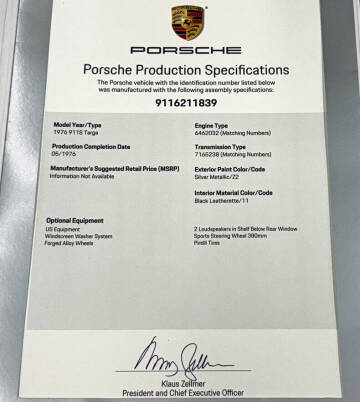 PORSCHE
Porsche Production Specifications
The Porsche vehicle with the identification number listed below
was manufactured with the following assembly specifications:
9116211839
Model Year/Type
1976 911S Targa
Production Completion Date
05/1976
Manufacturer's Suggested Retail Price (MSRP)
Information Not Available
Engine Type
6462032 (Matching Numbers)
Transmission Type
7165238 (Matching Numbers)
Exterior Paint Color/Code
Silver Metallic/Z2
Interior Material Color/Code
Black Leatherette/11
Optional Equipment
US Equipment
Windscreen Washer System
Forged Alloy Wheels
2 Loudspeakers in Shelf Below Rear Window
Sports Steering Wheel 380mm
Pirelli Tires
Klaus Zellmer
President and Chief Executive Officer